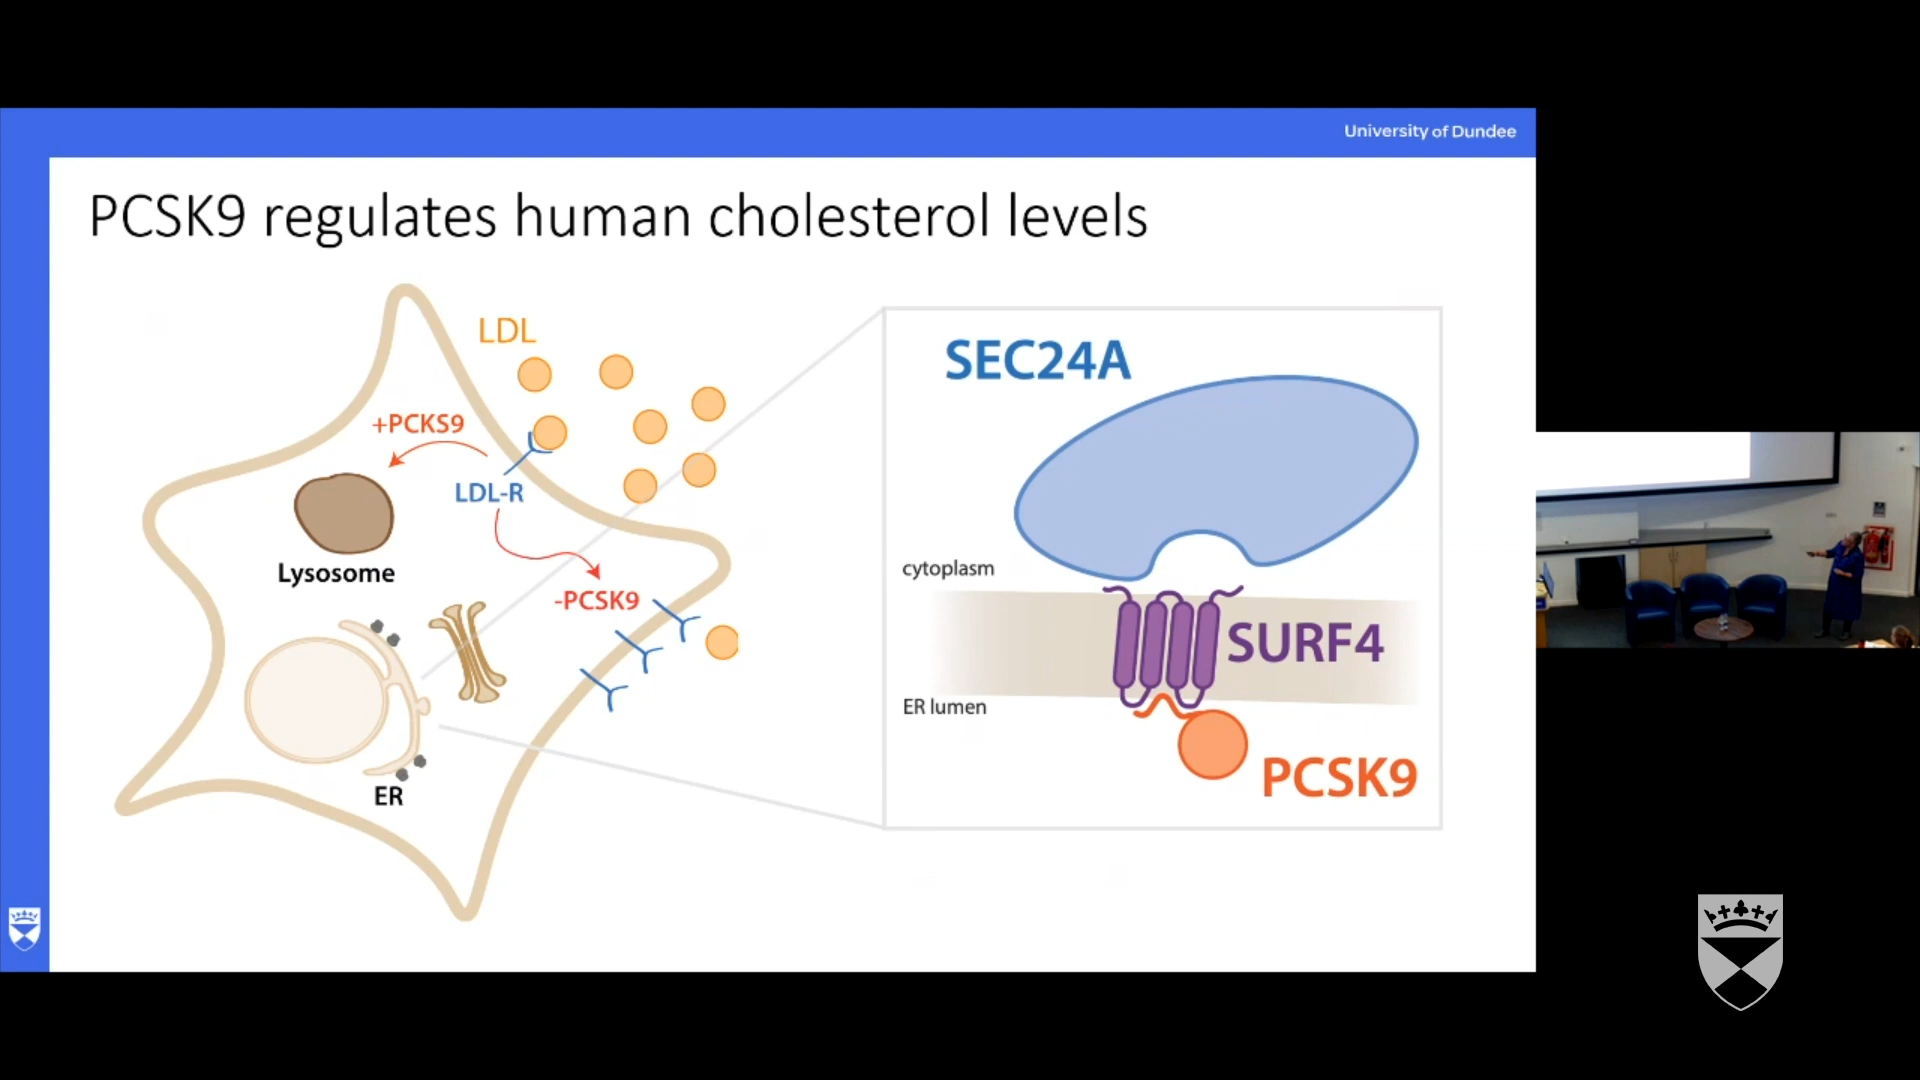 University of Dundee
PCSK9 regulates human cholesterol levels
LDL
+PCKS9
LDL-R
Lysosome
-PCSK9
ER
SEC24A
cytoplasm
SURF4
ER lumen
PCSK9